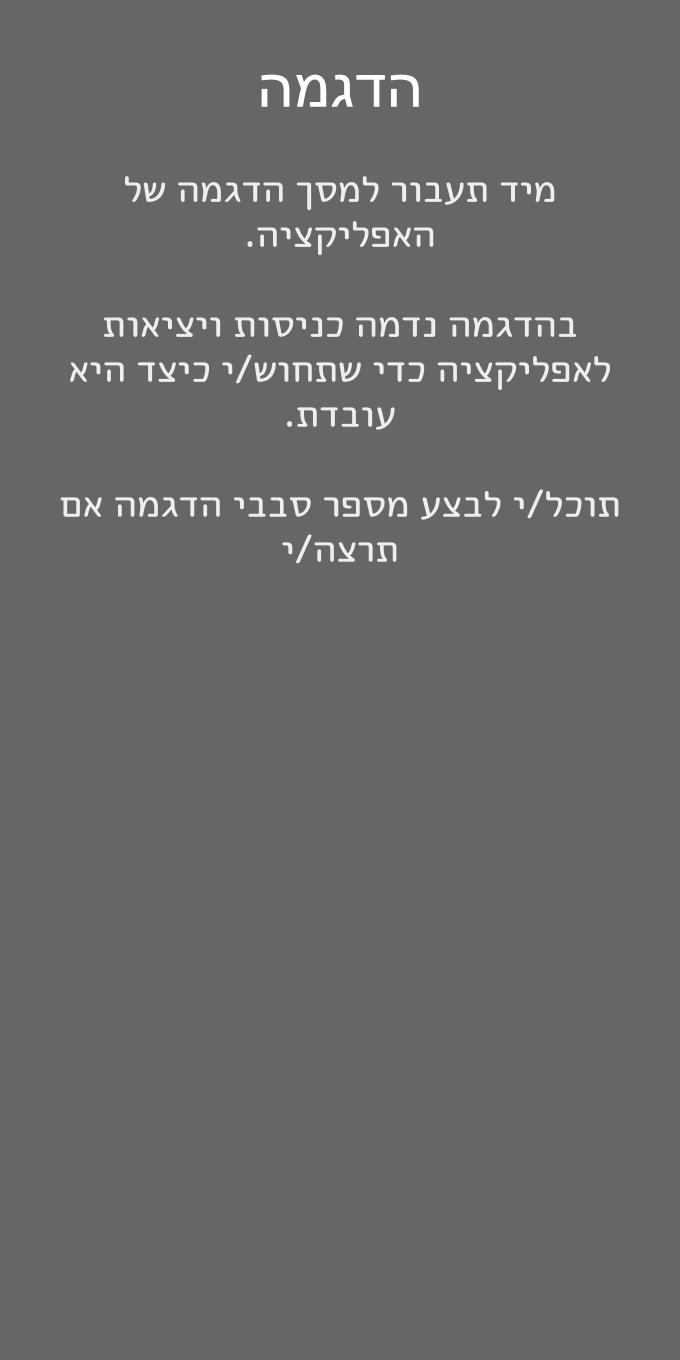 הדגמה
מיד תעבור למסך הדגמה של
האפליקציה.
בהדגמה נדמה כניסות ויציאות
לאפליקציה כדי שתחוש/י כיצד היא
עובדת.
תוכל/י לבצע מספר סבבי הדגמה אם
תרצה/י